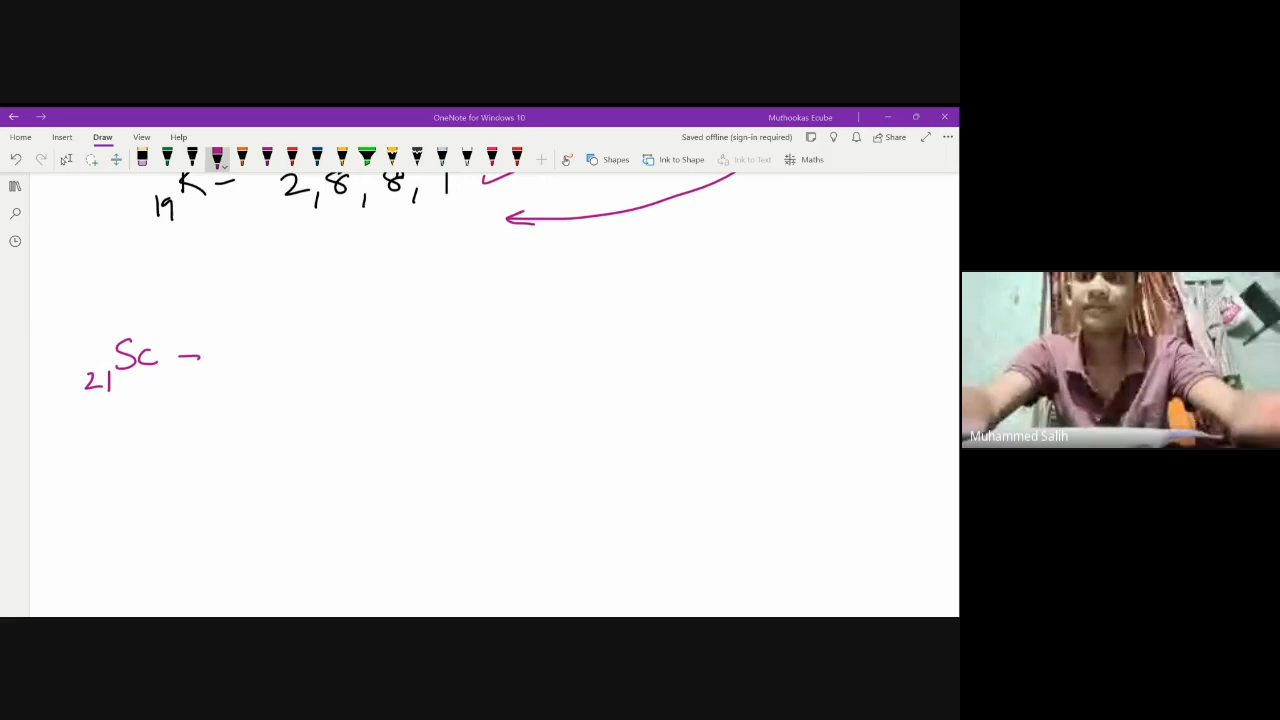 OneNote for Windows 10
Muthookas Ecube
Home Insert Draw View Help
Saved offline (sign-in required)
Share
Shapes
Ink to Shape
Ink to Text
Maths
19K - 2, 8, 8, 1
21Sc -
Muhammed Salih